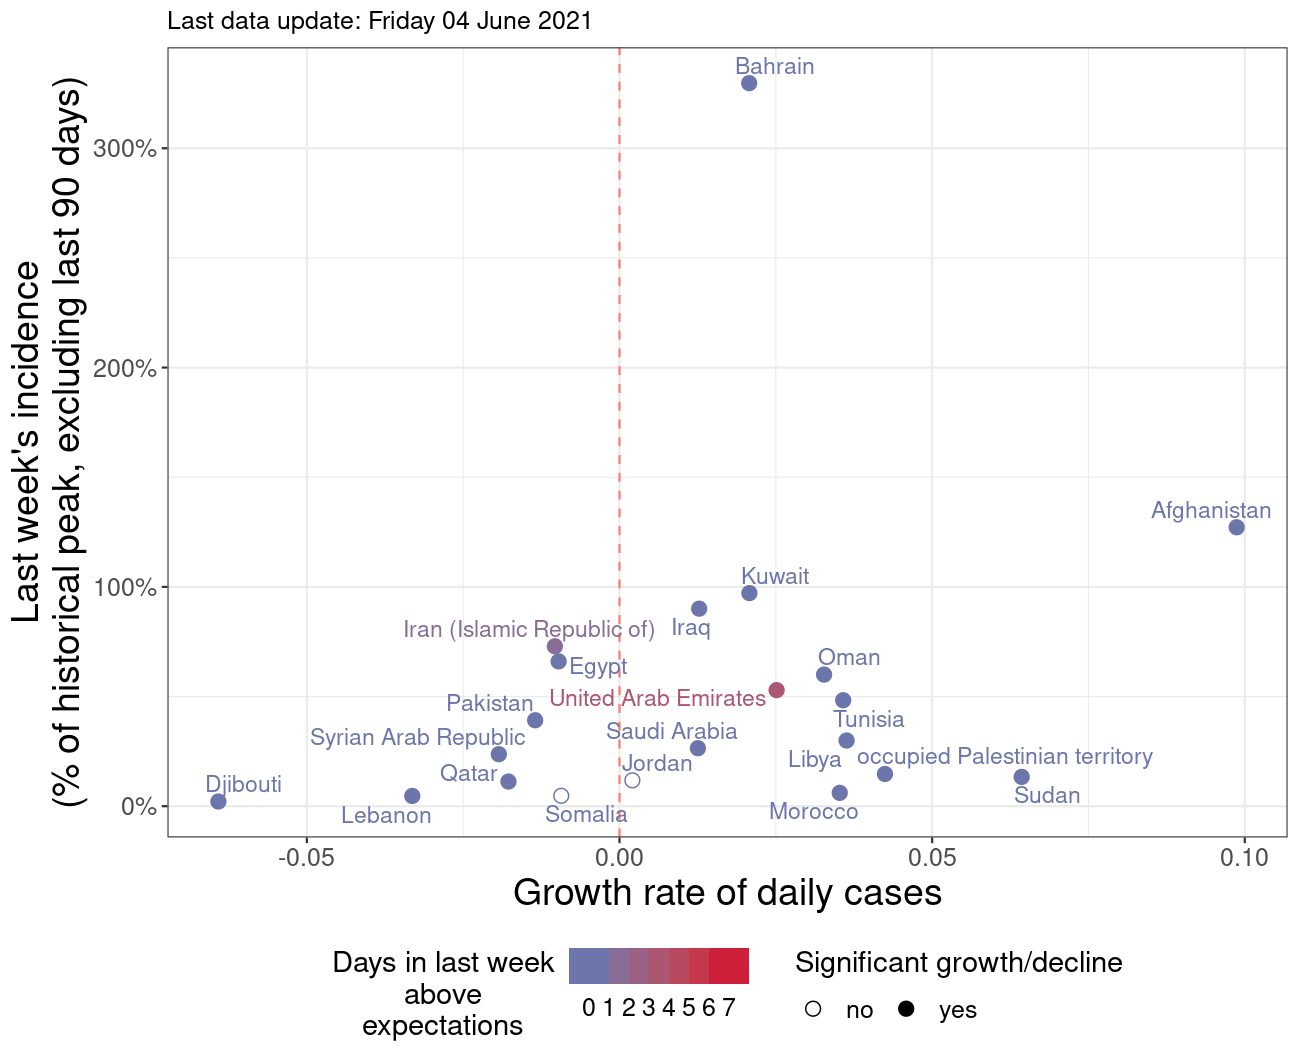 Last data update: Friday 04 June 2021
Last week's incidence
(% of historical peak, excluding last 90 days)
300%
200%
100%
0%
Bahrain
Afghanistan
Kuwait
Iraq
Iran (Islamic Republic of)
Egypt
Oman
United Arab Emirates
Pakistan
Tunisia
Saudi Arabia
Syrian Arab Republic
Libya
occupied Palestinian territory
Jordan
Qatar
Djibouti
Sudan
Lebanon
Somalia
Morocco
-0.05
0.00
0.05
0.10
Growth rate of daily cases
Days in last week
above
expectations
0 1 2 3 4 5 6 7
Significant growth/decline
no
yes